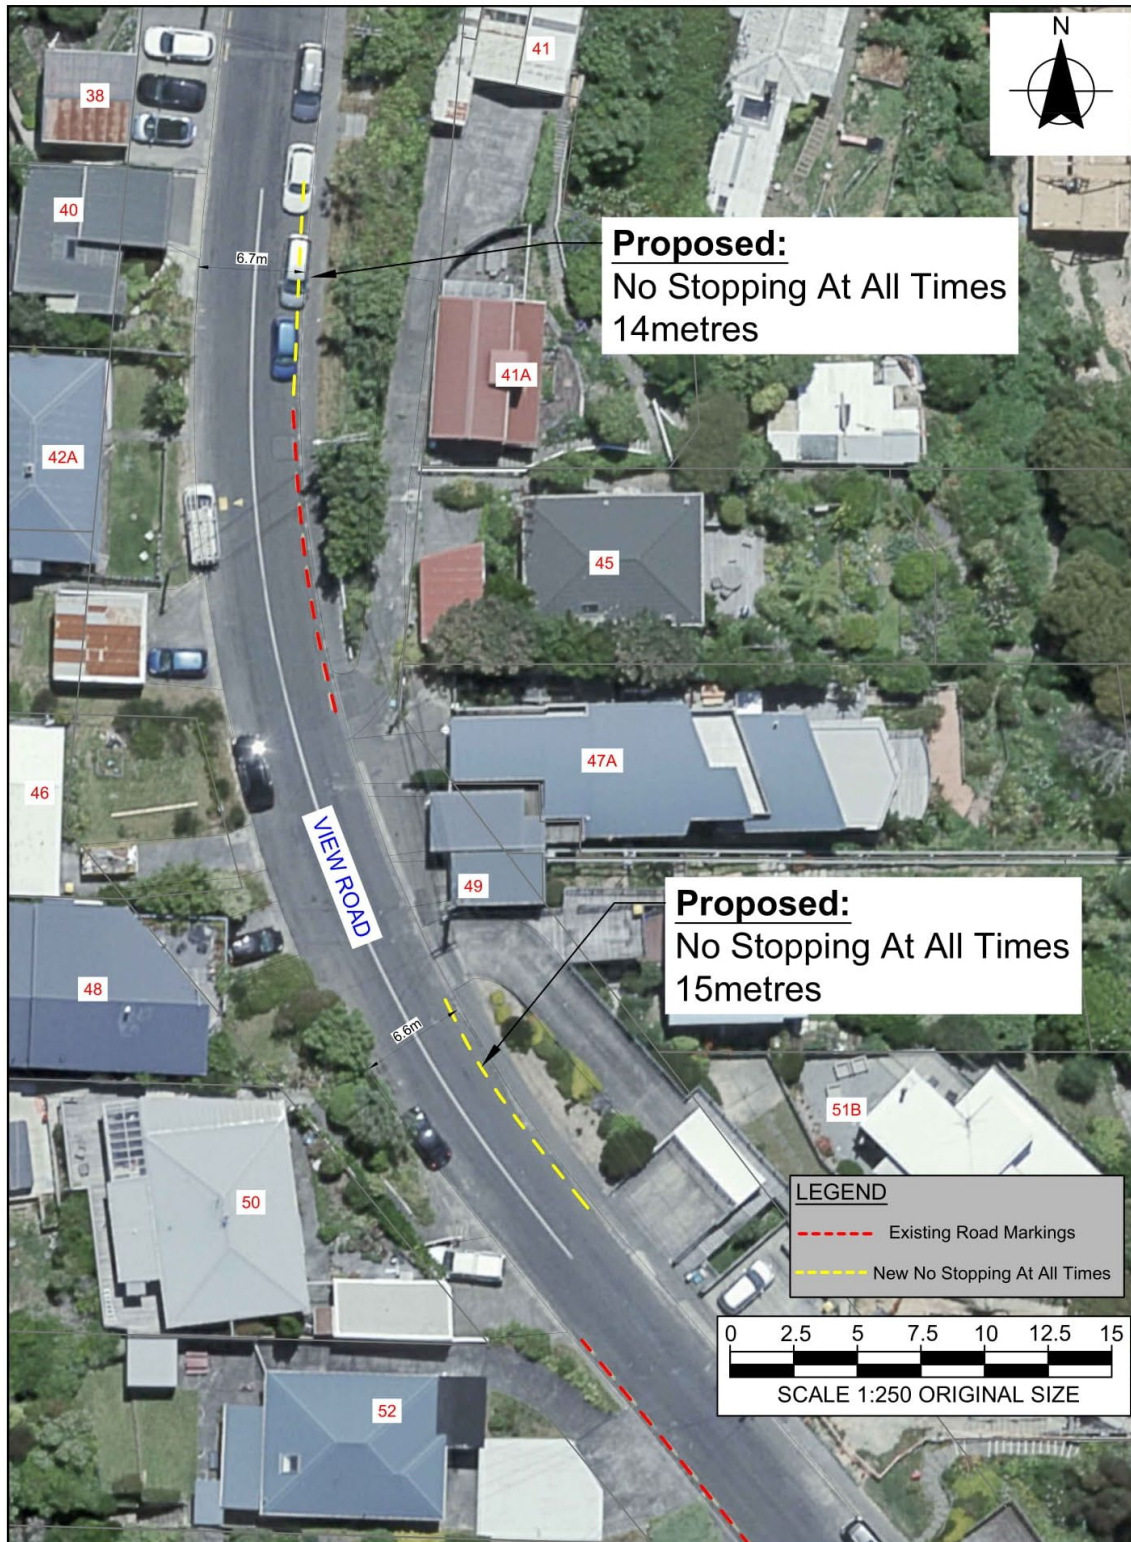 N
41
38
40
6.7m
Proposed:
No Stopping At All Times
14metres
41A
42A
45
47A
46
VIEW ROAD
49
Proposed:
No Stopping At All Times
15metres
48
6.6m
51B
50
LEGEND
Existing Road Markings
New No Stopping At All Times
0 2.5 5 7.5 10 12.5 15
SCALE 1:250 ORIGINAL SIZE
52